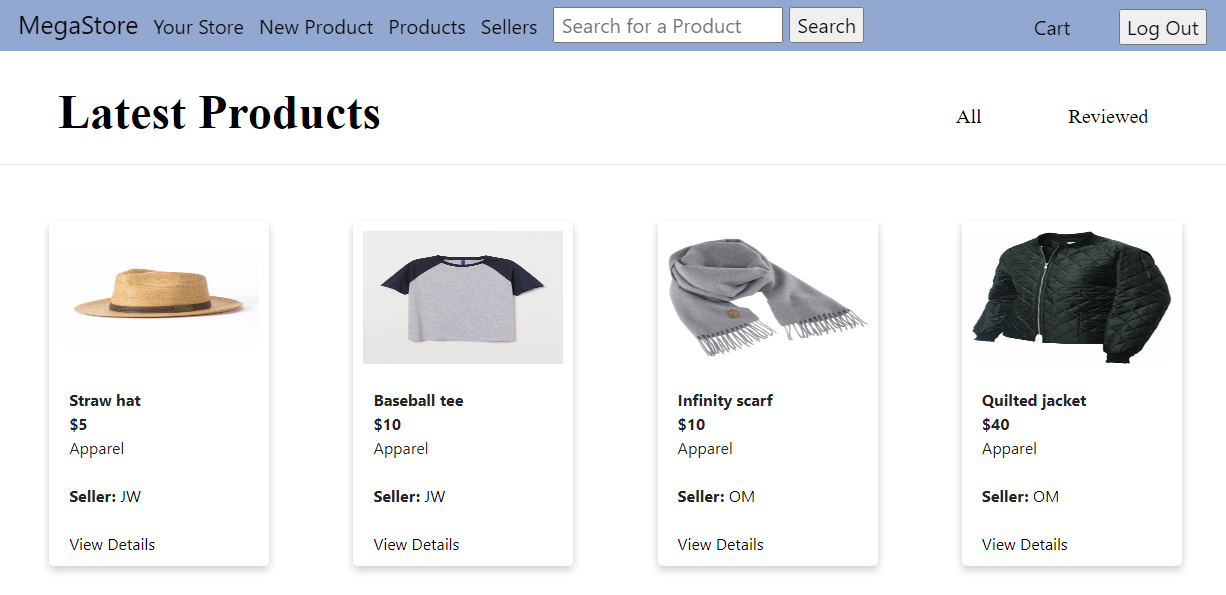 MegaStore Your Store New Product Products Sellers Search for a Product Search Cart Log Out
Latest Products All Reviewed
Straw hat
$5
Apparel
Seller: JW
View Details
Baseball tee
$10
Apparel
Seller: JW
View Details
Infinity scarf
$10
Apparel
Seller: OM
View Details
Quilted jacket
$40
Apparel
Seller: OM
View Details